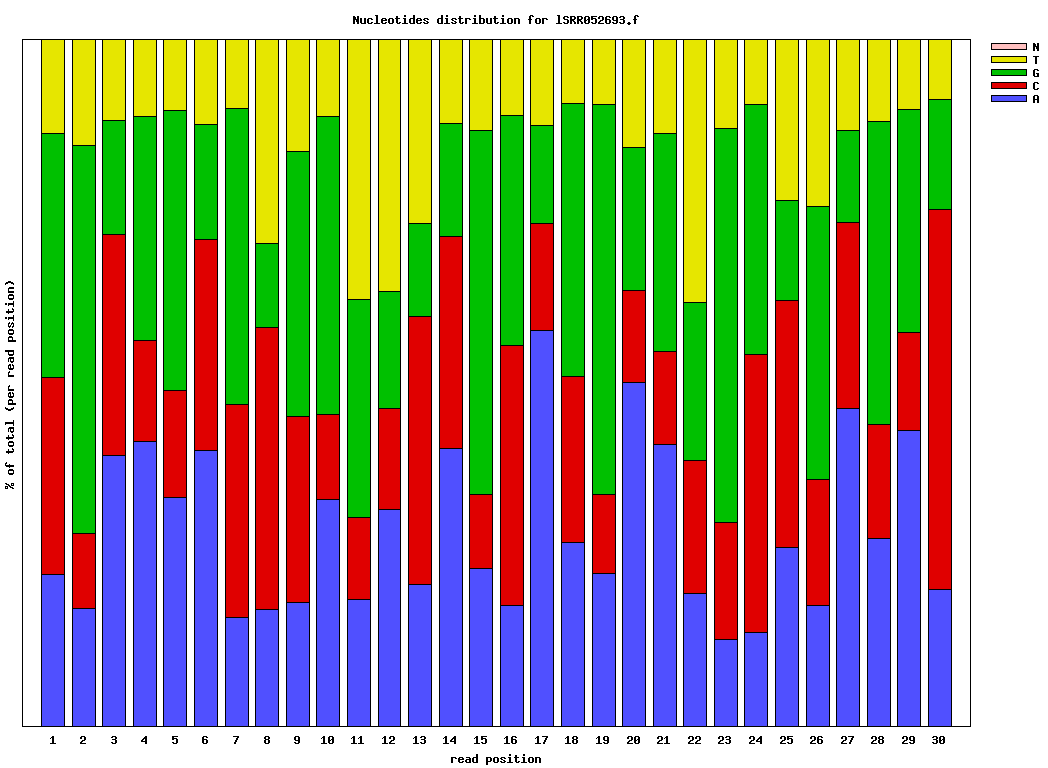 Nucleotides distribution for lSRR052693.f
N
T
G
C
A
% of total (per read position)
1 2 3 4 5 6 7 8 9 10 11 12 13 14 15 16 17 18 19 20 21 22 23 24 25 26 27 28 29 30
read position